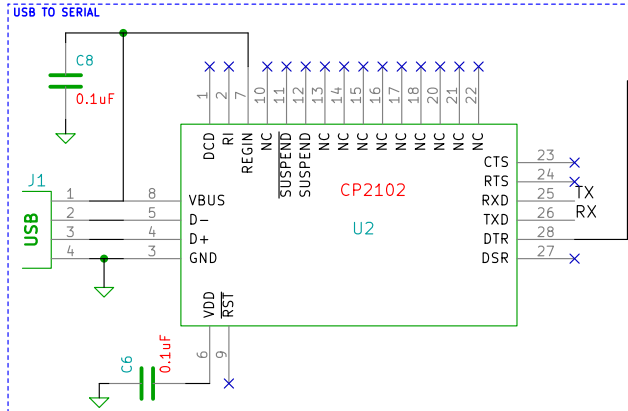 USB TO SERIAL
C8
0.1uF
1
2
7
10
11
12
13
14
15
16
17
18
20
21
22
DCD
RI
REGIN
NC
SUSPEND
SUSPEND
NC
NC
NC
NC
NC
NC
NC
NC
NC
J1
USB
1
2
3
4
8
5
4
3
VBUS
D-
D+
GND
CP2102
U2
CTS
RTS
RXD
TXD
DTR
DSR
23
24
25
26
28
27
TX
RX
VDD
RST
6
9
C6
0.1uF